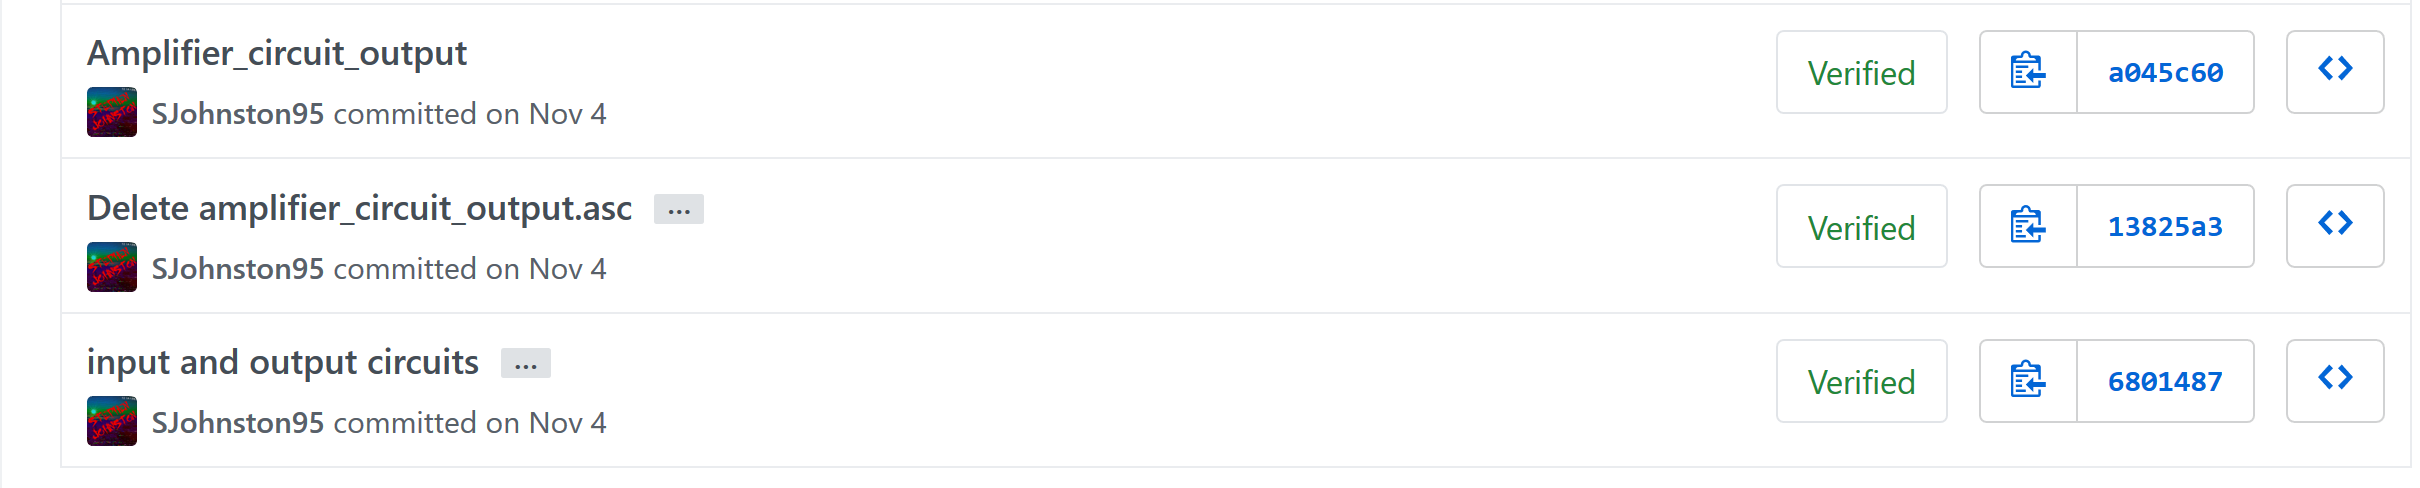 Amplifier_circuit_output
SJohnston95 committed on Nov 4
Verified
a045c60
Delete amplifier_circuit_output.asc ...
SJohnston95 committed on Nov 4
Verified
13825a3
input and output circuits ...
SJohnston95 committed on Nov 4
Verified
6801487